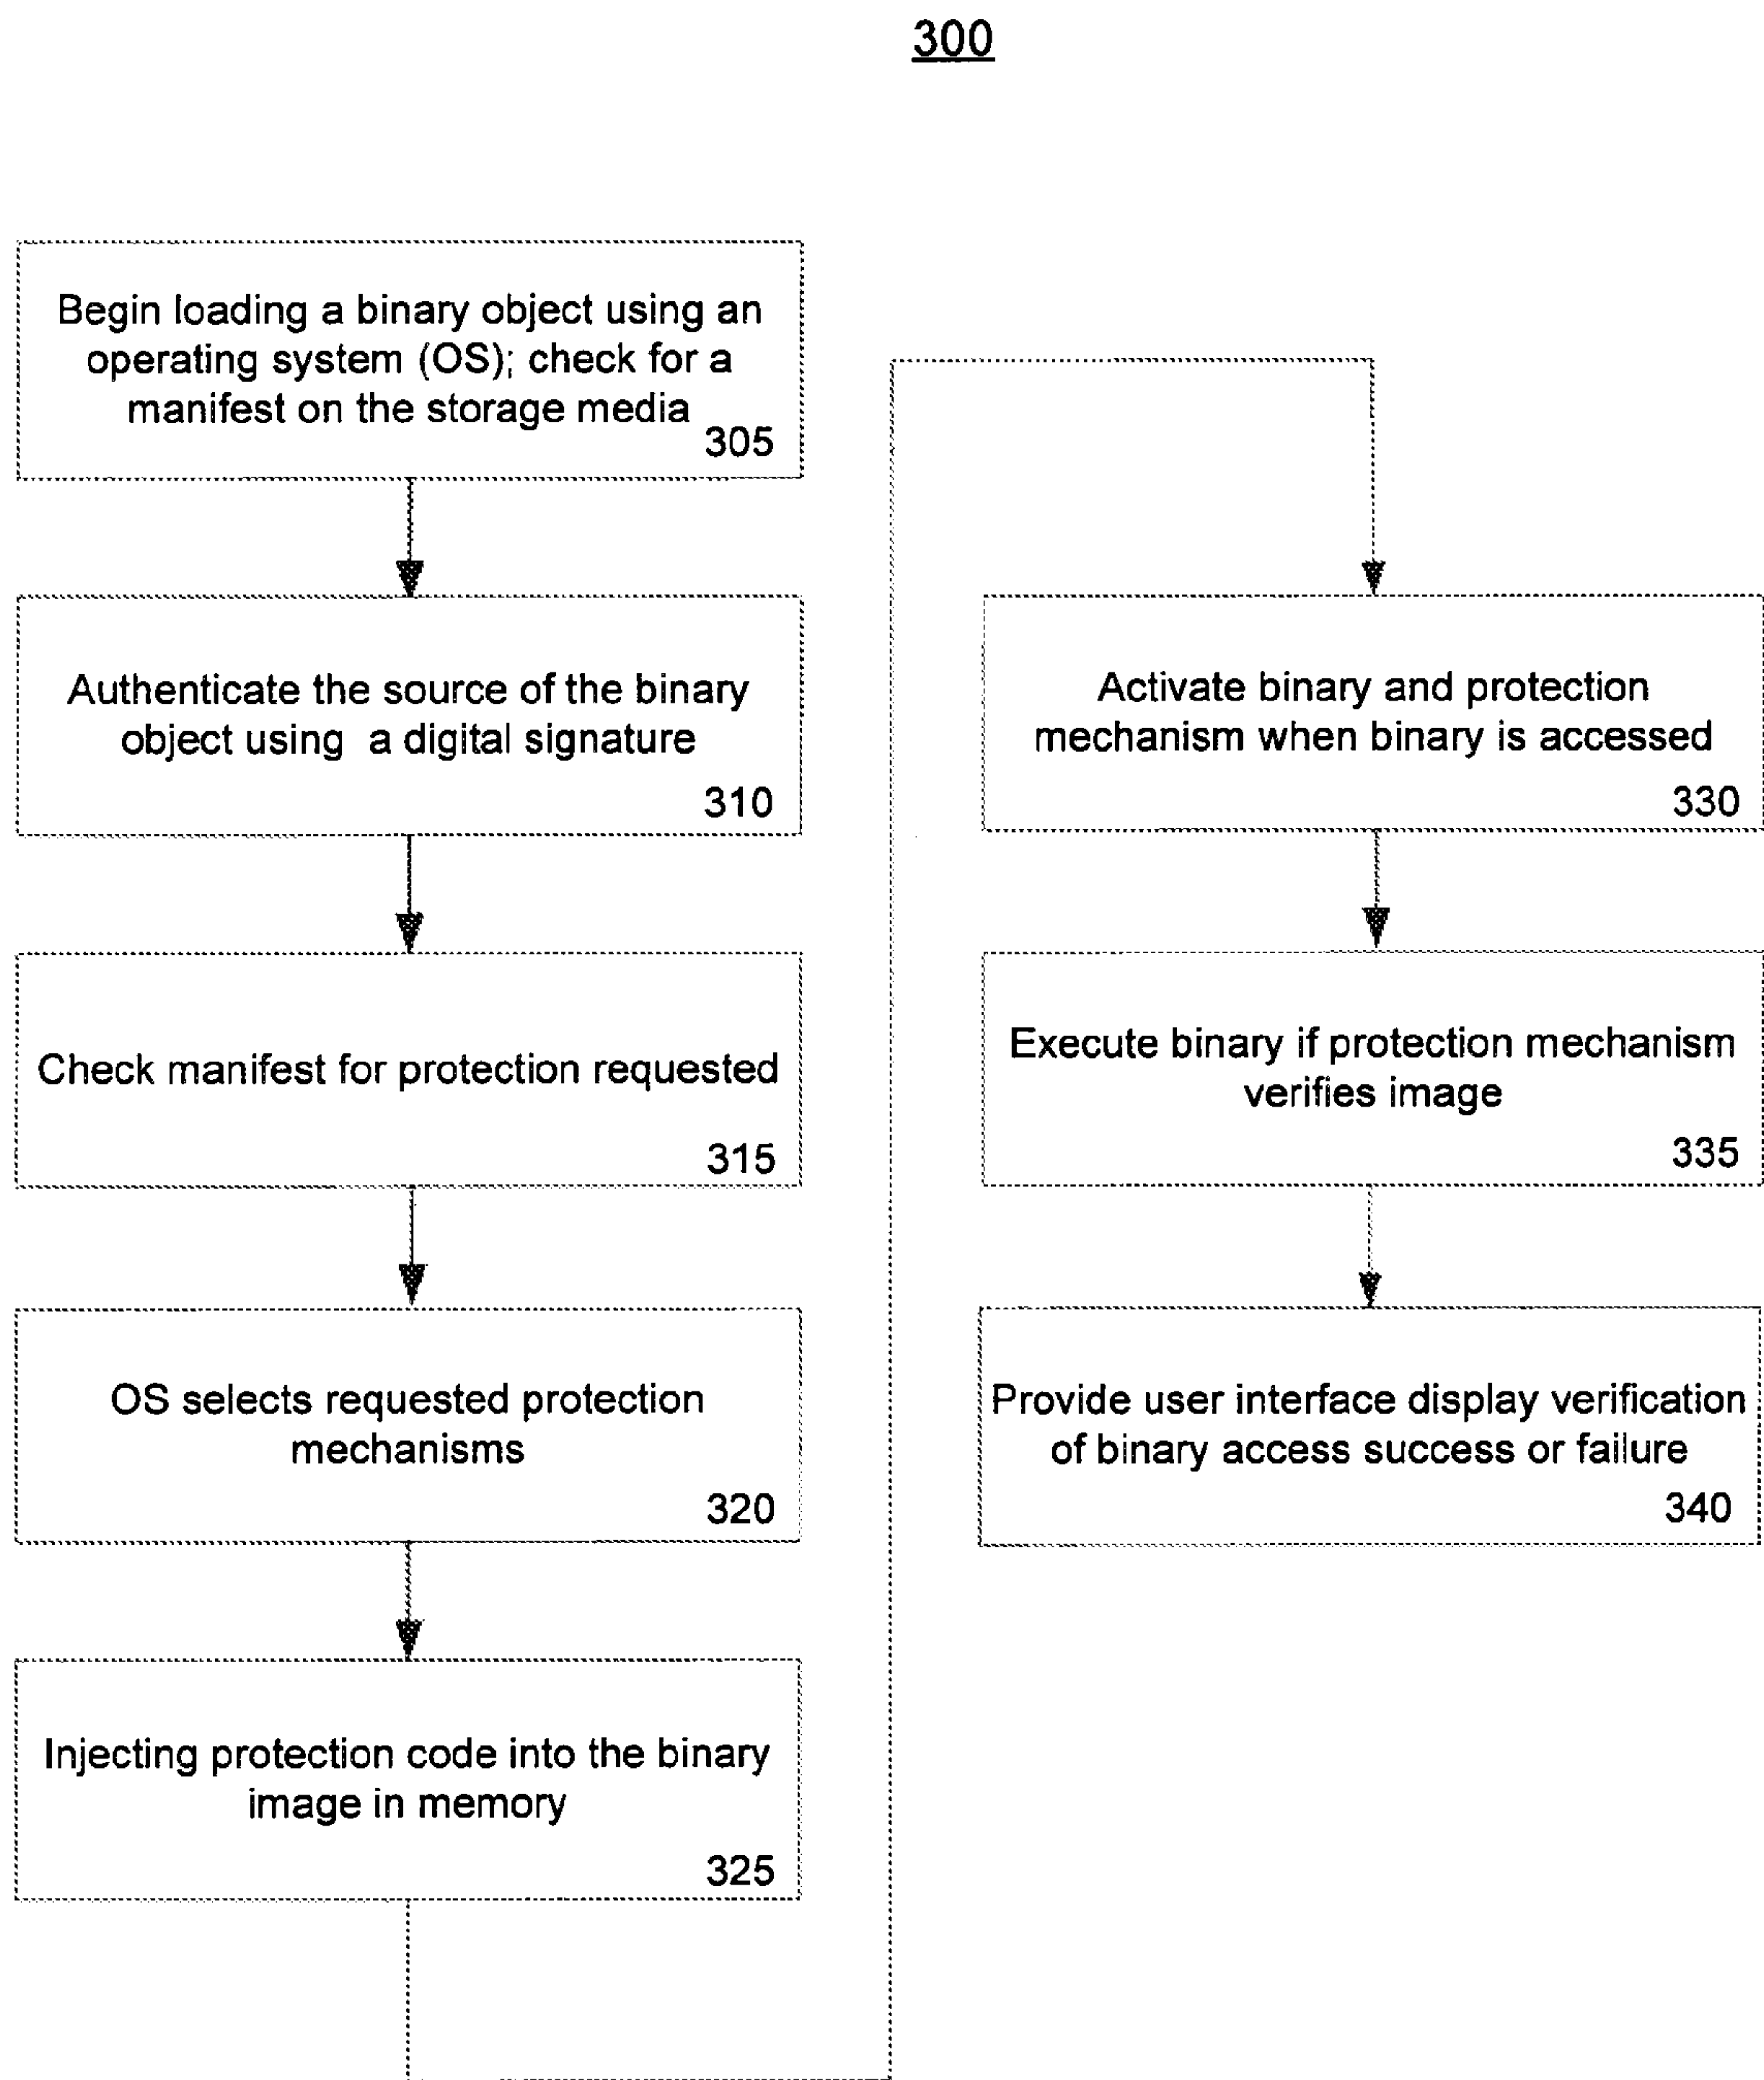 300
Begin loading a binary object using an
operating system (OS); check for a
manifest on the storage media
305
Authenticate the source of the binary
object using a digital signature
310
Check manifest for protection requested
315
OS selects requested protection
mechanisms
320
Injecting protection code into the binary
image in memory
325
Activate binary and protection
mechanism when binary is accessed
330
Execute binary if protection mechanism
verifies image
335
Provide user interface display verification
of binary access success or failure
340